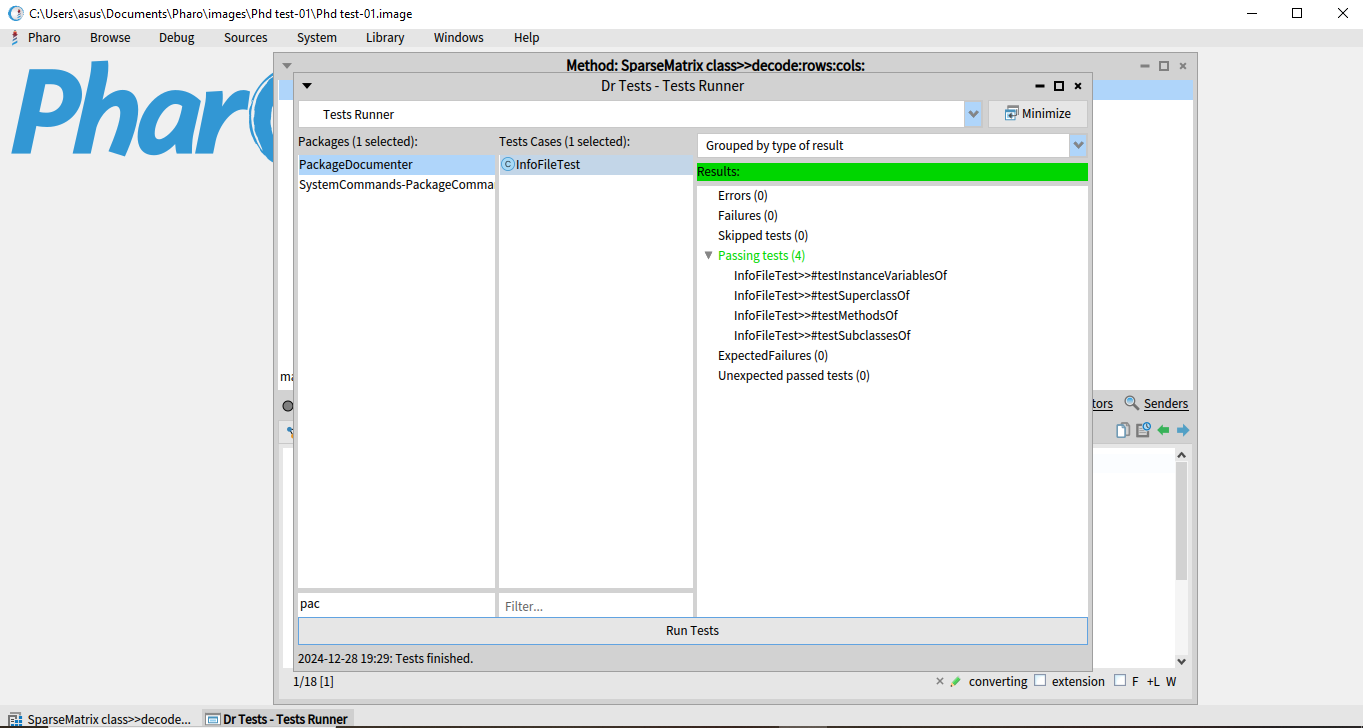 C:\Users\asus\Documents\Pharo\images\Phd test-01\Phd test-01.image
Pharo Browse Debug Sources System Library Windows Help
Pharo
Method: SparseMatrix class>>decode:rows:cols:
Dr Tests - Tests Runner
Tests Runner
Minimize
Packages (1 selected):
PackageDocumenter
SystemCommands-PackageComma
pac
Tests Cases (1 selected):
InfoFileTest
Filter...
Grouped by type of result
Results:
Errors (0)
Failures (0)
Skipped tests (0)
Passing tests (4)
InfoFileTest>>#testInstanceVariablesOf
InfoFileTest>>#testSuperclassOf
InfoFileTest>>#testMethodsOf
InfoFileTest>>#testSubclassesOf
ExpectedFailures (0)
Unexpected passed tests (0)
Run Tests
2024-12-28 19:29: Tests finished.
ma
tors Senders
1/18 [1]
converting extension F +L W
SparseMatrix class>>decode... Dr Tests - Tests Runner